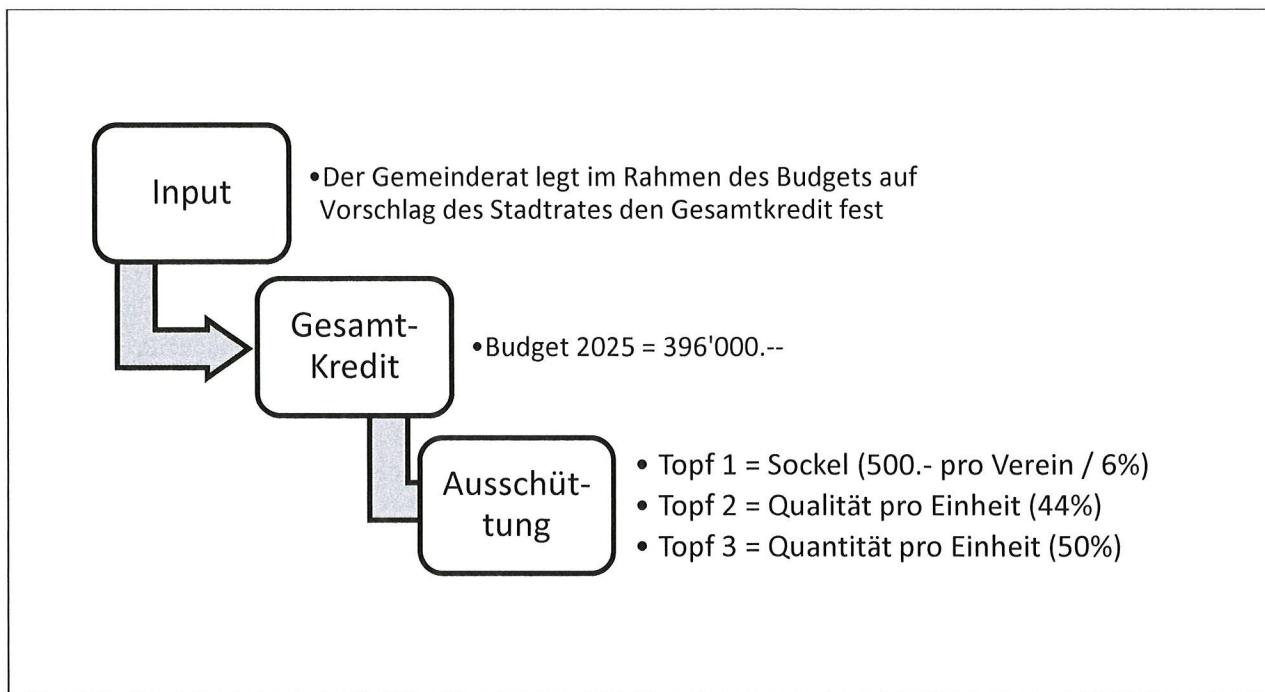 Input
•Der Gemeinderat legt im Rahmen des Budgets auf
Vorschlag des Stadtrates den Gesamtkredit fest
Gesamt-
Kredit
•Budget 2025 = 396'000.--
Ausschüt-
tung
• Topf 1 = Sockel (500.- pro Verein / 6%)
• Topf 2 = Qualität pro Einheit (44%)
• Topf 3 = Quantität pro Einheit (50%)